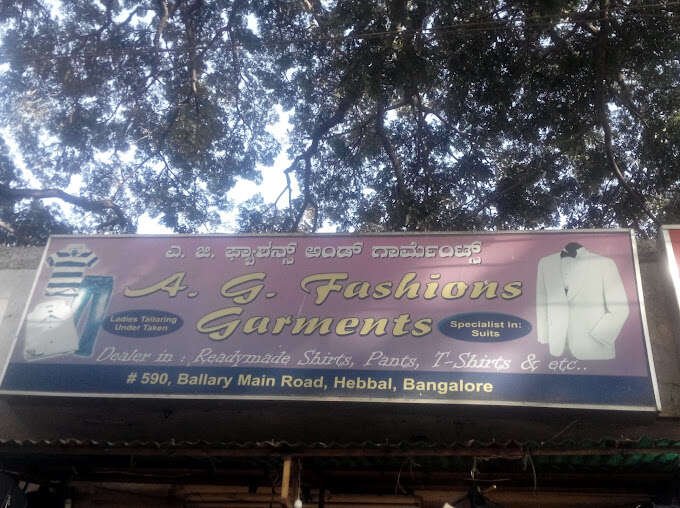 ಎ. ಜಿ. ಫ್ಯಾಶನ್ಸ್ ಅಂಡ್ ಗಾರ್ಮೆಂಟ್ಸ್
A. G. Fashions
Garments
Ladies Tailoring
Under Taken
Specialist In:
Suits
Dealer in : Readymade Shirts, Pants, T-Shirts & etc..
# 590, Ballary Main Road, Hebbal, Bangalore